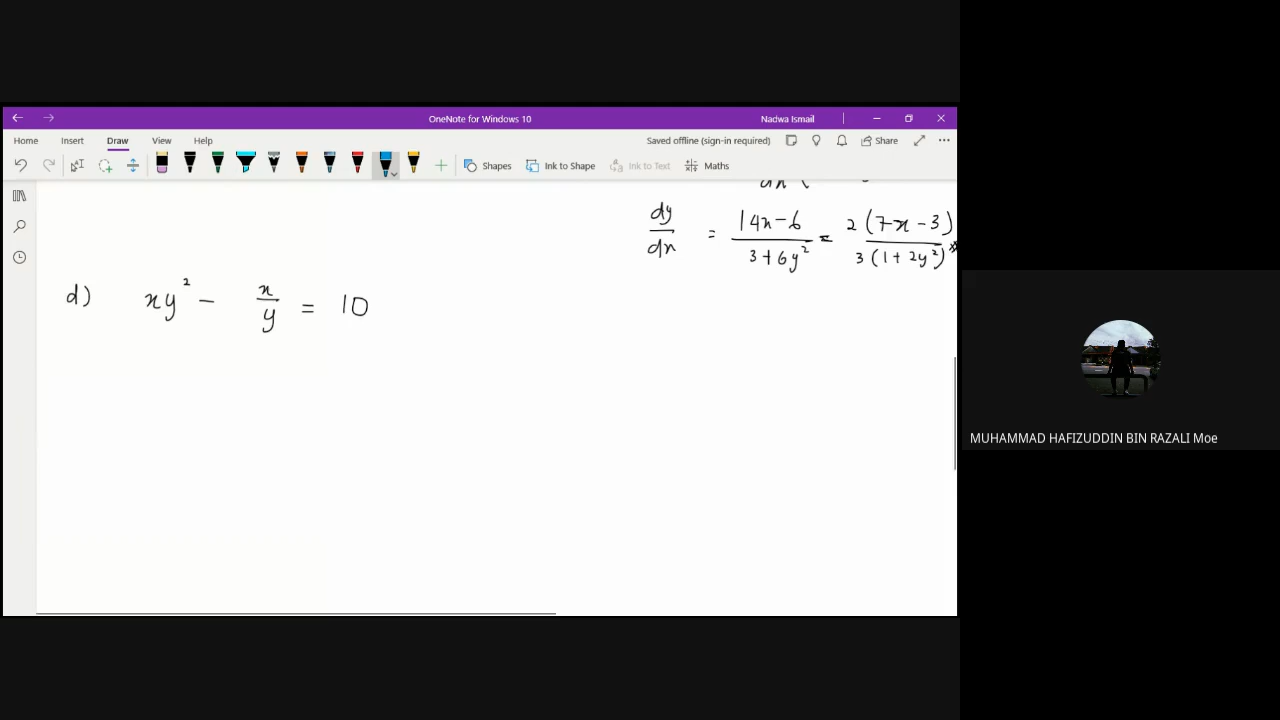 OneNote for Windows 10
Nadwa Ismail
Home Insert Draw View Help
Saved offline (sign-in required)
Share
Shapes Ink to Shape Ink to Text Maths
dx
dy/dx = 14x-6/3+6y² = 2(7x-3)/3(1+2y²)
d) xy² - x/y = 10
MUHAMMAD HAFIZUDDIN BIN RAZALI Moe